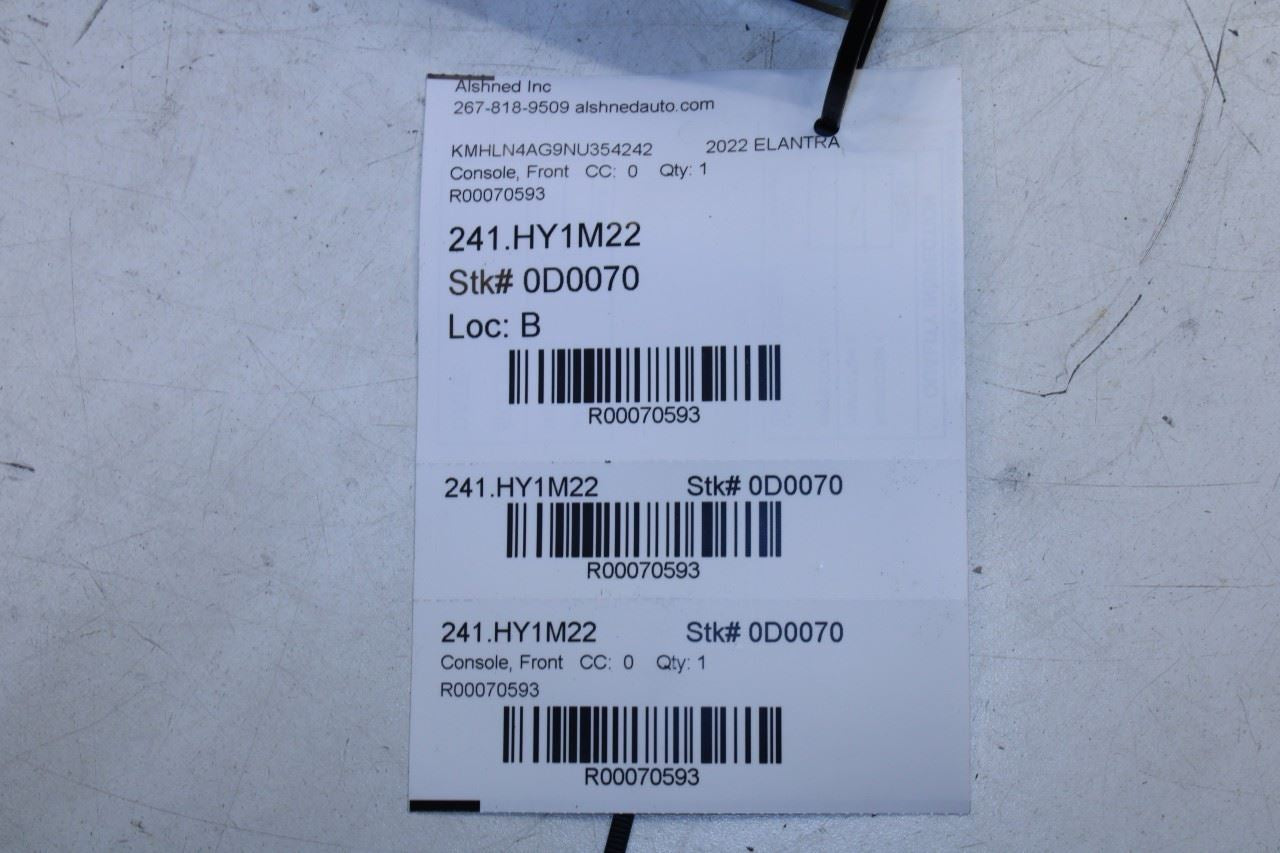 Alshned Inc
267-818-9509 alshnedauto.com
KMHLN4AG9NU354242 2022 ELANTRA
Console, Front CC: 0 Qty: 1
R00070593
241.HY1M22
Stk# 0D0070
Loc: B
R00070593
241.HY1M22 Stk# 0D0070
R00070593
241.HY1M22 Stk# 0D0070
Console, Front CC: 0 Qty: 1
R00070593
R00070593